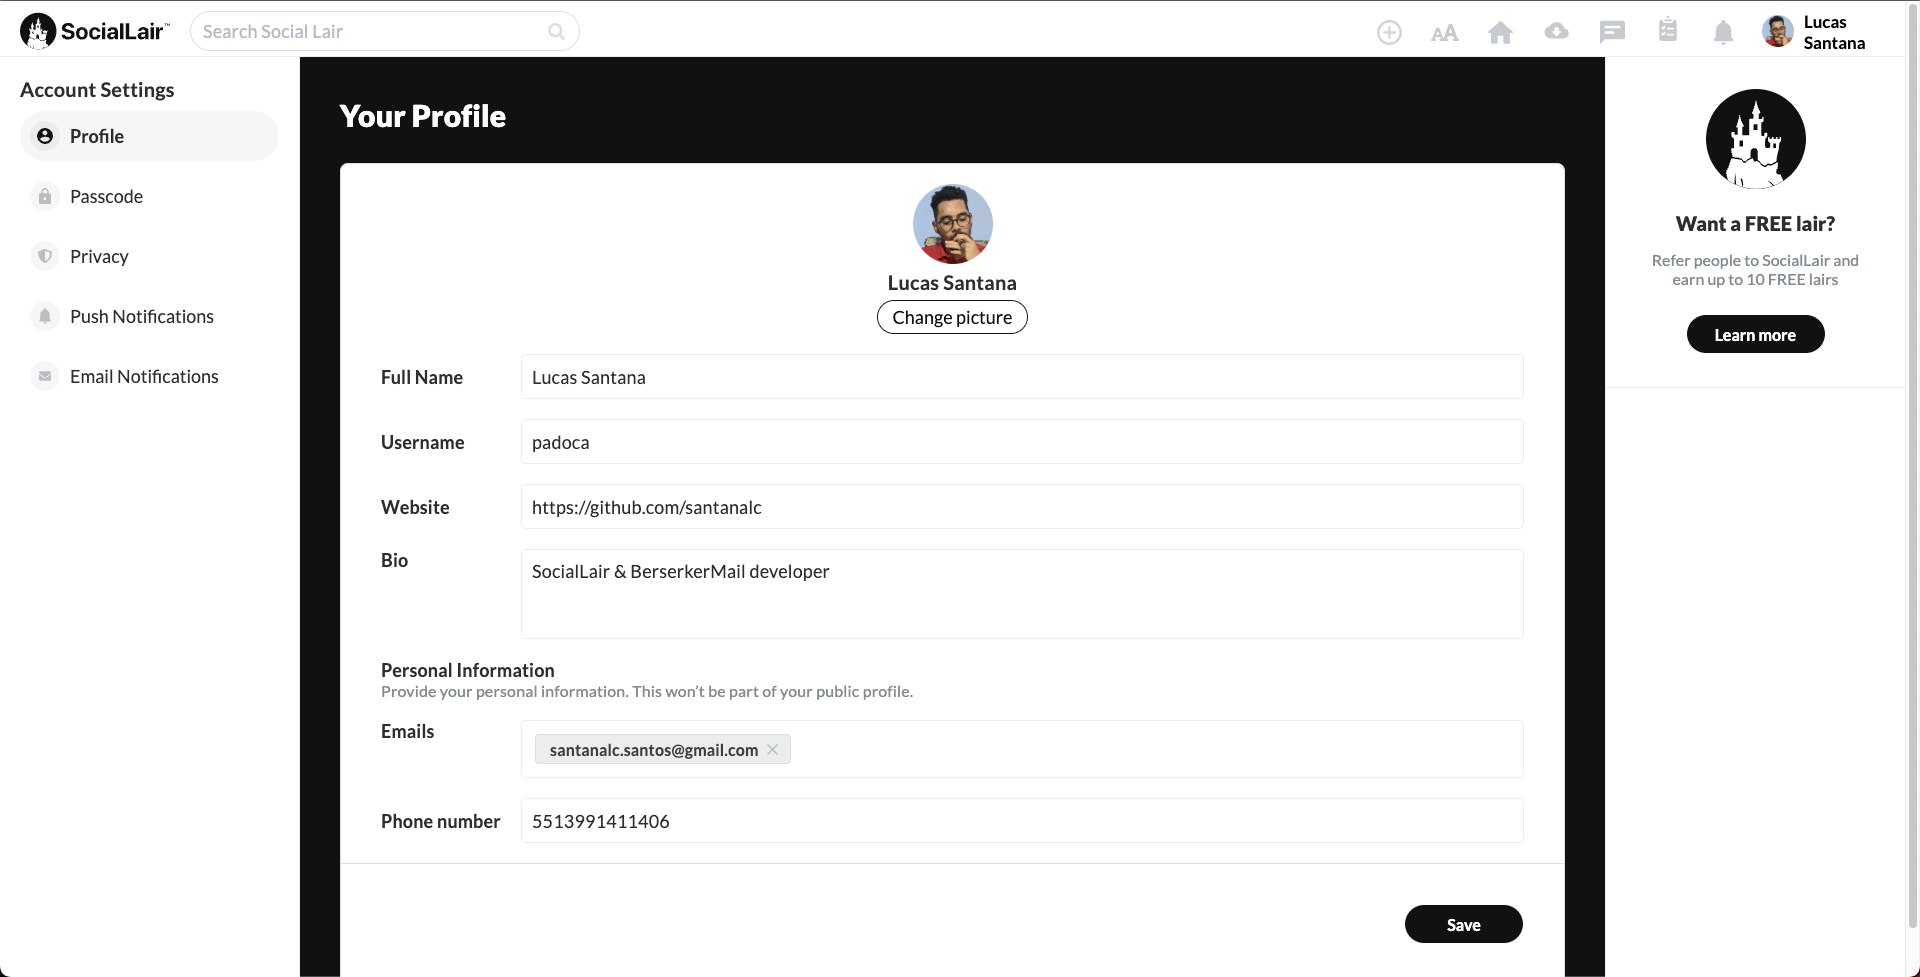 SocialLair™
Search Social Lair
AA
Lucas
Santana
Account Settings
Profile
Passcode
Privacy
Push Notifications
Email Notifications
Your Profile
Lucas Santana
Change picture
Full Name
Lucas Santana
Username
padoca
Website
https://github.com/santanalc
Bio
SocialLair & BerserkerMail developer
Personal Information
Provide your personal information. This won’t be part of your public profile.
Emails
santanalc.santos@gmail.com
Phone number
5513991411406
Save
Want a FREE lair?
Refer people to SocialLair and
earn up to 10 FREE lairs
Learn more